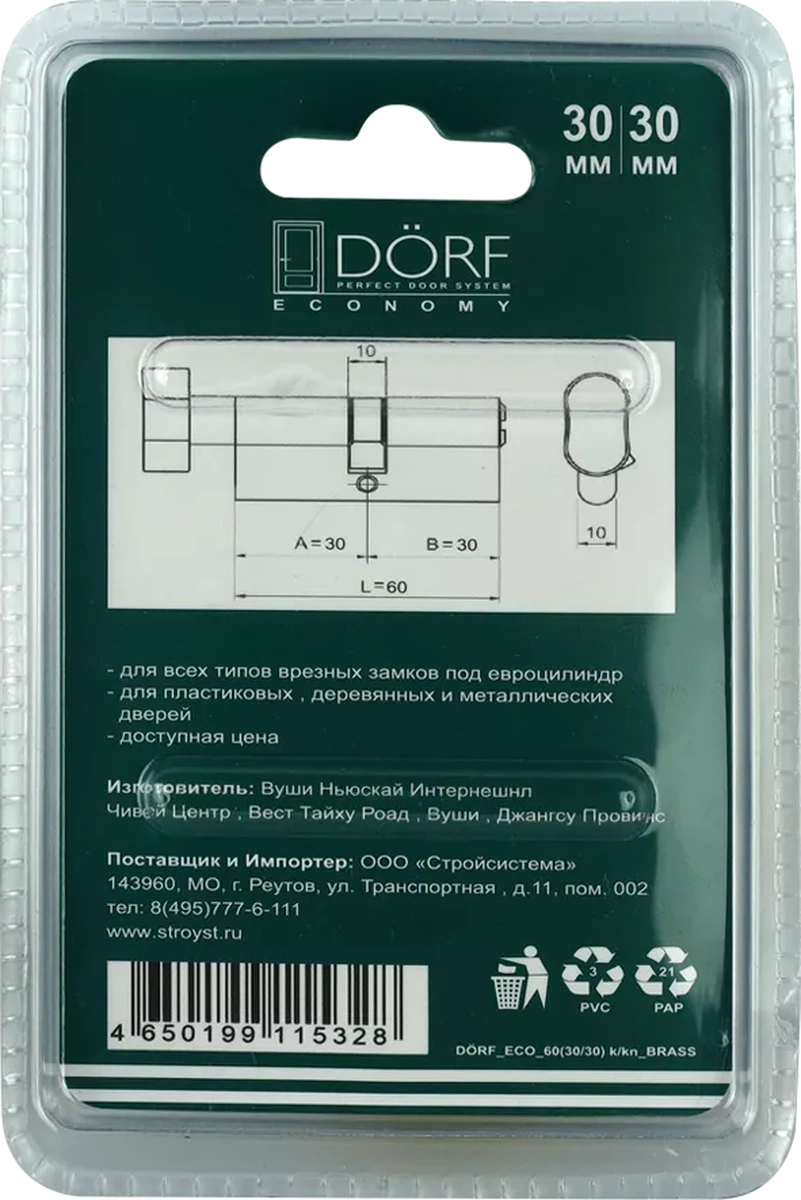 30 30
ММ ММ
DÖRF
PERFECT DOOR SYSTEM
ECONOMY
10
A=30 B=30
10
L=60
- для всех типов врезных замков под евроцилиндр
- для пластиковых , деревянных и металлических
дверей
- доступная цена
Изготовитель: Вуши Ньюскай Интернешнл
Чивей Центр , Вест Тайху Роад , Вуши , Джангсу Провинс
Поставщик и Импортер: ООО «Стройсистема»
143960, МО, г. Реутов, ул. Транспортная , д.11, пом. 002
тел: 8(495)777-6-111
www.stroyst.ru
3 21
PVC PAP
4 650199 115328
DÖRF_ECO_60(30/30) k/kn_BRASS